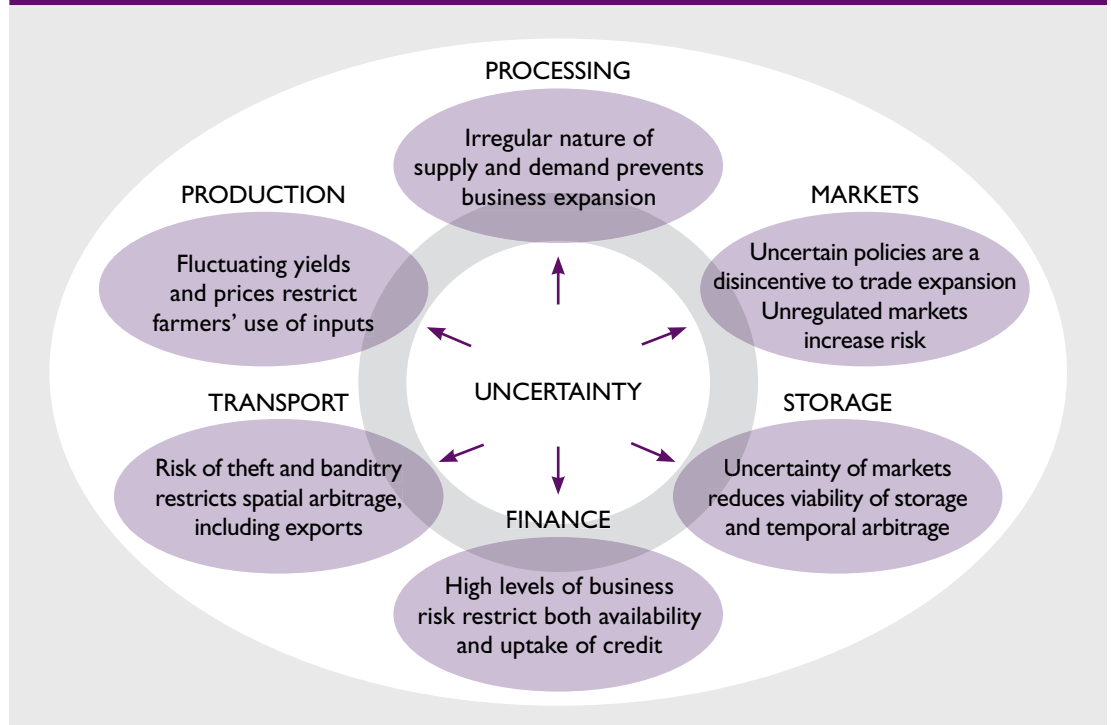 PROCESSING
Irregular nature of
supply and demand prevents
business expansion
PRODUCTION
Fluctuating yields
and prices restrict
farmers’ use of inputs
MARKETS
Uncertain policies are a
disincentive to trade expansion
Unregulated markets
increase risk
UNCERTAINTY
TRANSPORT
Risk of theft and banditry
restricts spatial arbitrage,
including exports
STORAGE
Uncertainty of markets
reduces viability of storage
and temporal arbitrage
FINANCE
High levels of business
risk restrict both availability
and uptake of credit